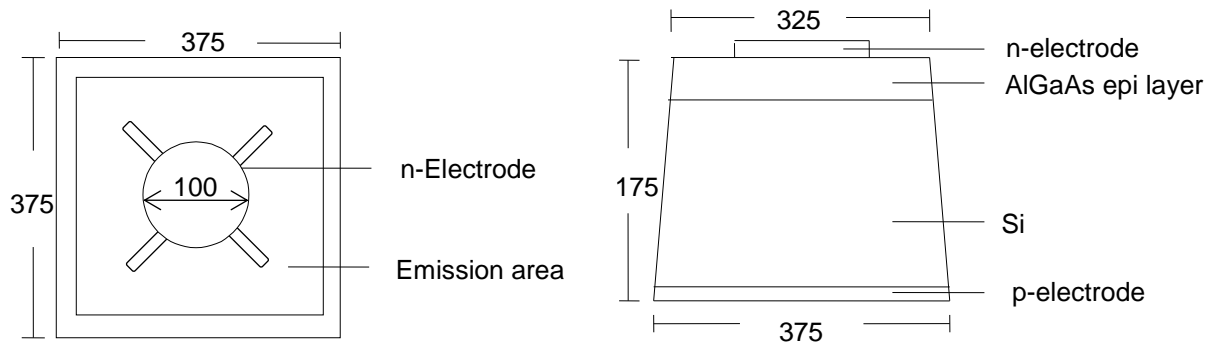 375
375
100
n-Electrode
Emission area
325
n-electrode
AlGaAs epi layer
175
Si
p-electrode
375